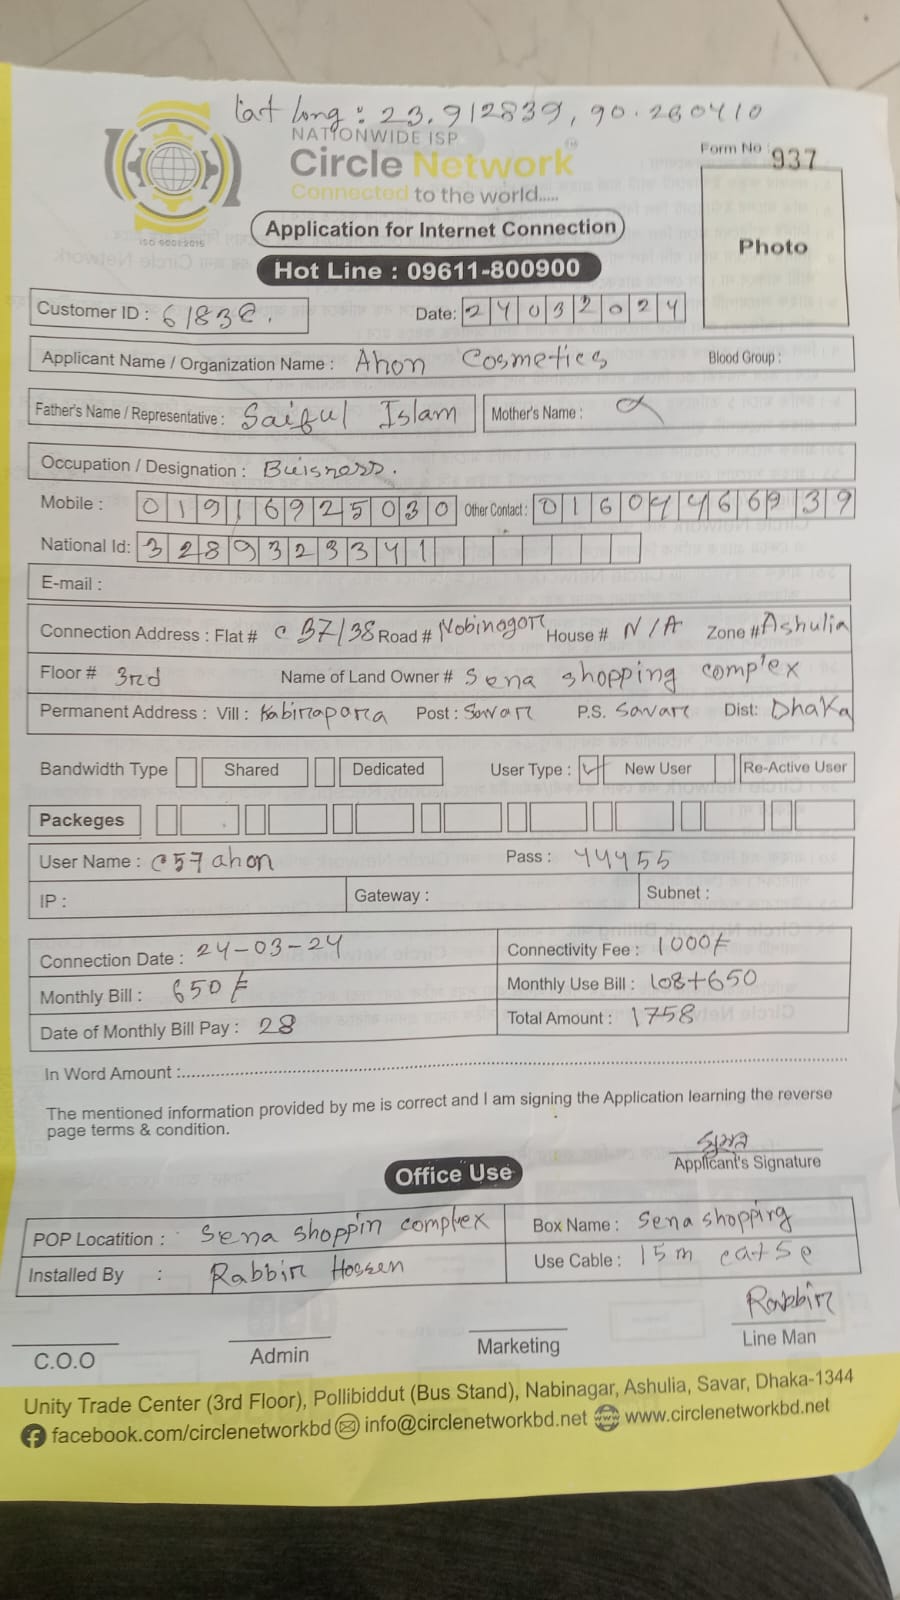 Lat long : 23.912839, 90.260410
NATIONWIDE ISP
Circle Network
Connected to the world.....
ISO 9001:2015
Form No : 937
Photo
Application for Internet Connection
Hot Line : 09611-800900
Customer ID : 61838.
Date: 24032024
Applicant Name / Organization Name : Ahon Cosmetics Blood Group :
Father's Name / Representative : Saiful Islam Mother's Name :
Occupation / Designation : Buisness.
Mobile : 01916925030 Other Contact : 01604466939
National Id: 3289323341
E-mail :
Connection Address : Flat # C 57/38 Road # Nobinogor House # N/A Zone # Ashulia
Floor # 3rd Name of Land Owner # Sena shopping comp'ex
Permanent Address : Vill : Kabirapara Post : Savar P.S. Savar Dist: Dhaka
Bandwidth Type Shared Dedicated User Type : New User Re-Active User
Packeges
User Name : c57ahon Pass : 44455
IP : Gateway : Subnet :
Connection Date : 24-03-24 Connectivity Fee : 1000/-
Monthly Bill : 650/- Monthly Use Bill : 108+650
Date of Monthly Bill Pay : 28 Total Amount : 1758
In Word Amount :
The mentioned information provided by me is correct and I am signing the Application learning the reverse
page terms & condition.
Applicant's Signature
Office Use
POP Locatition : Sena shoppin complex Box Name : Sena shopping
Installed By : Rabbir Hossen Use Cable : 15m cat5e
Rabbir
C.O.O Admin Marketing Line Man
Unity Trade Center (3rd Floor), Pollibiddut (Bus Stand), Nabinagar, Ashulia, Savar, Dhaka-1344
facebook.com/circlenetworkbd info@circlenetworkbd.net www.circlenetworkbd.net